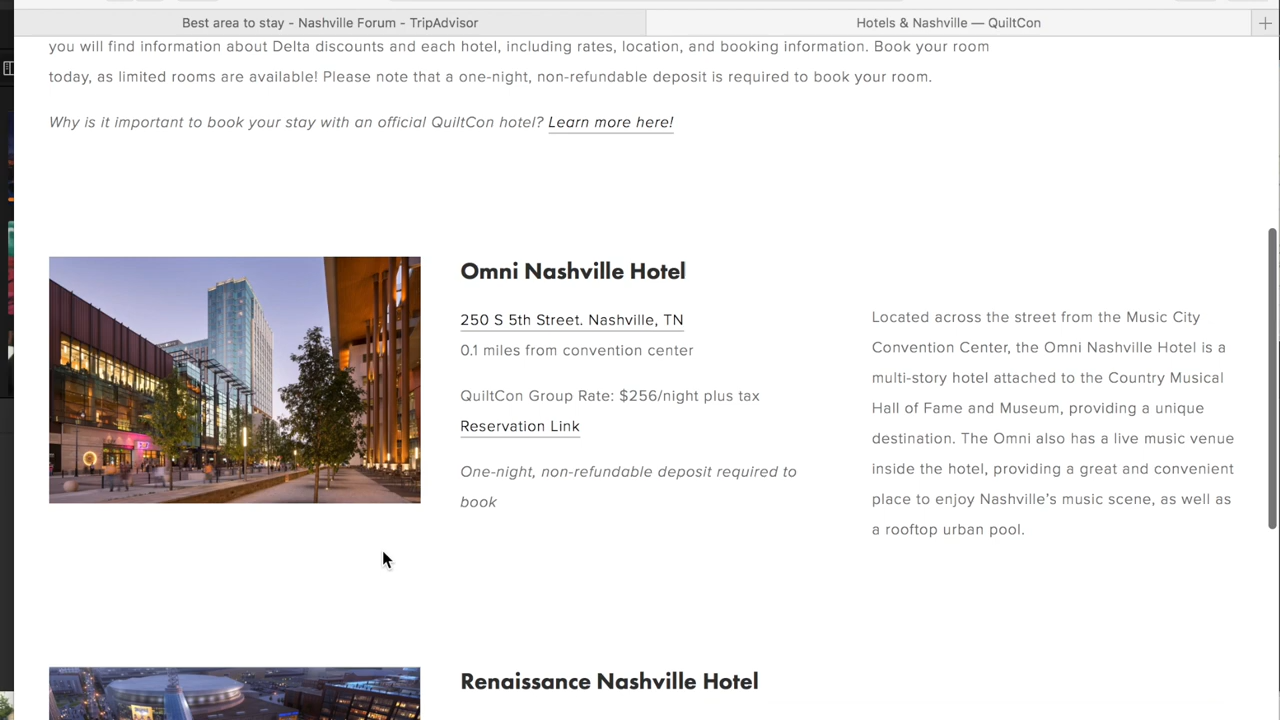 Best area to stay - Nashville Forum - TripAdvisor
Hotels & Nashville — QuiltCon
you will find information about Delta discounts and each hotel, including rates, location, and booking information. Book your room
today, as limited rooms are available! Please note that a one-night, non-refundable deposit is required to book your room.
Why is it important to book your stay with an official QuiltCon hotel? Learn more here!
Omni Nashville Hotel
250 S 5th Street. Nashville, TN
0.1 miles from convention center
QuiltCon Group Rate: $256/night plus tax
Reservation Link
One-night, non-refundable deposit required to
book
Located across the street from the Music City
Convention Center, the Omni Nashville Hotel is a
multi-story hotel attached to the Country Musical
Hall of Fame and Museum, providing a unique
destination. The Omni also has a live music venue
inside the hotel, providing a great and convenient
place to enjoy Nashville’s music scene, as well as
a rooftop urban pool.
Renaissance Nashville Hotel